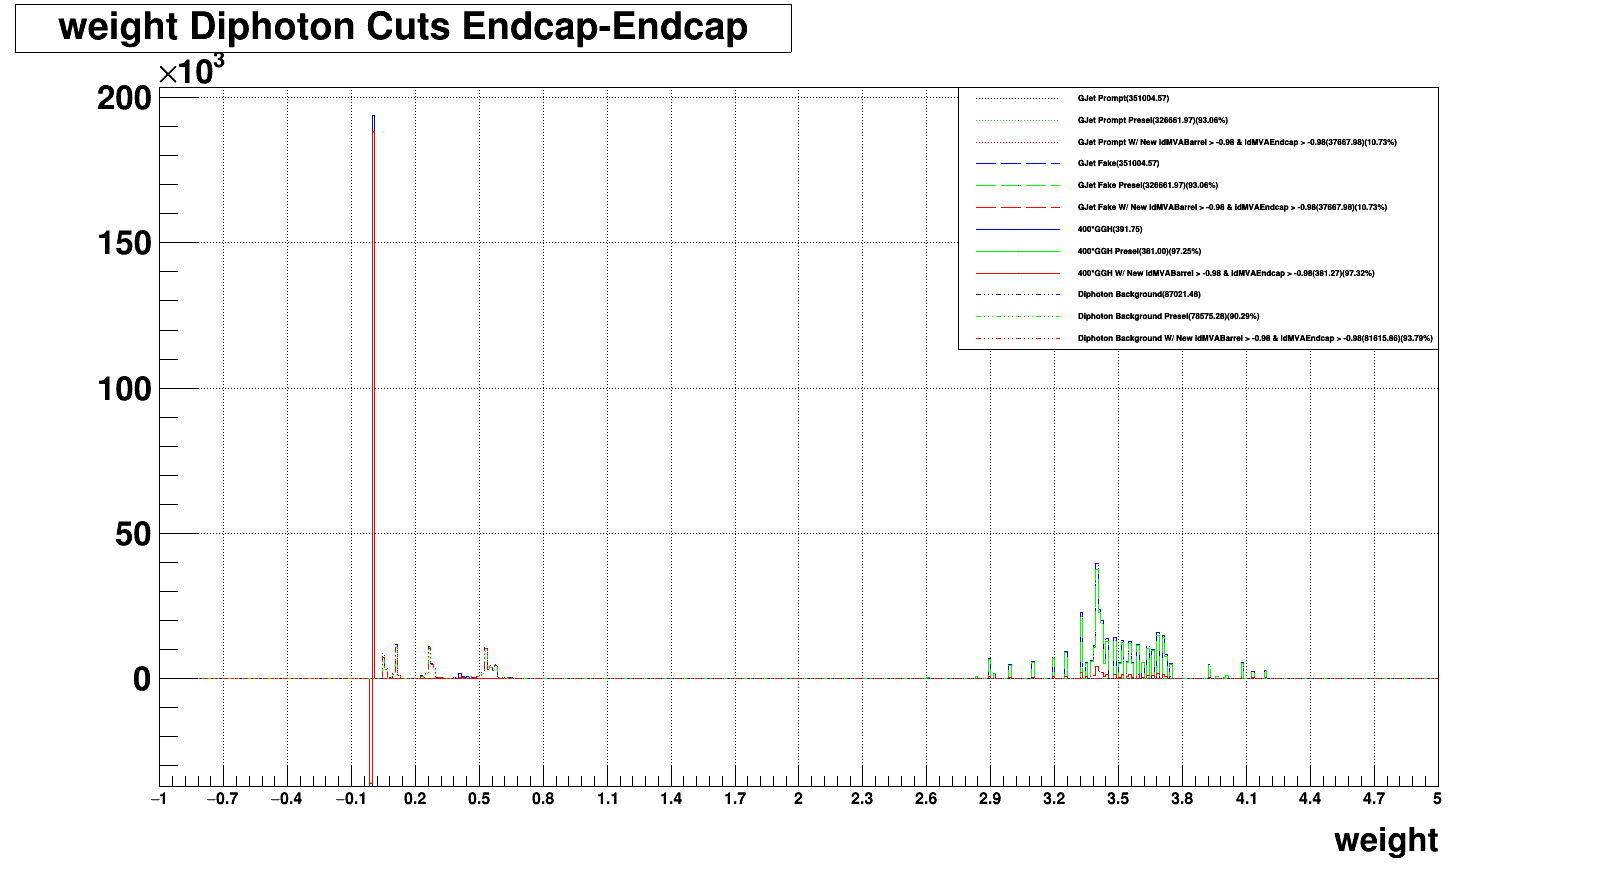 weight Diphoton Cuts Endcap-Endcap
×10³
200
150
100
50
0
GJet Prompt(351004.57)
GJet Prompt Presel(326661.97)(93.06%)
GJet Prompt W/ New IdMVABarrel > -0.98 & IdMVAEndcap > -0.98(37667.98)(10.73%)
GJet Fake(351004.57)
GJet Fake Presel(326661.97)(93.06%)
GJet Fake W/ New IdMVABarrel > -0.98 & IdMVAEndcap > -0.98(37667.98)(10.73%)
400*GGH(391.75)
400*GGH Presel(381.00)(97.25%)
400*GGH W/ New IdMVABarrel > -0.98 & IdMVAEndcap > -0.98(381.27)(97.32%)
Diphoton Background(87021.46)
Diphoton Background Presel(78575.28)(90.29%)
Diphoton Background W/ New IdMVABarrel > -0.98 & IdMVAEndcap > -0.98(81615.86)(93.79%)
−1 −0.7 −0.4 −0.1 0.2 0.5 0.8 1.1 1.4 1.7 2 2.3 2.6 2.9 3.2 3.5 3.8 4.1 4.4 4.7 5
weight